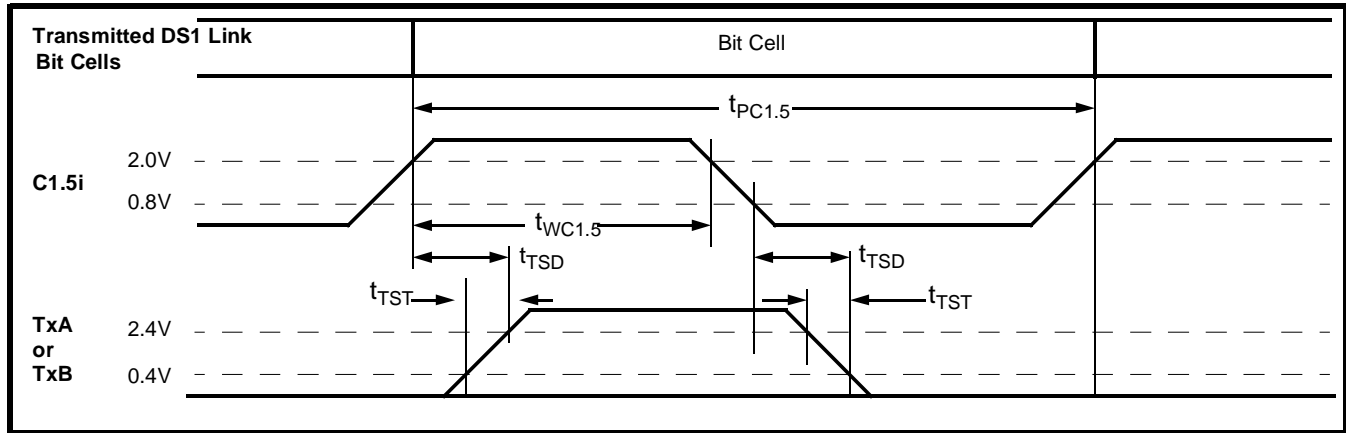 Transmitted DS1 Link
Bit Cells
Bit Cell
tPC1.5
2.0V
C1.5i
0.8V
tWC1.5
tTSD
tTSD
tTST
tTST
TxA
or
TxB
2.4V
0.4V